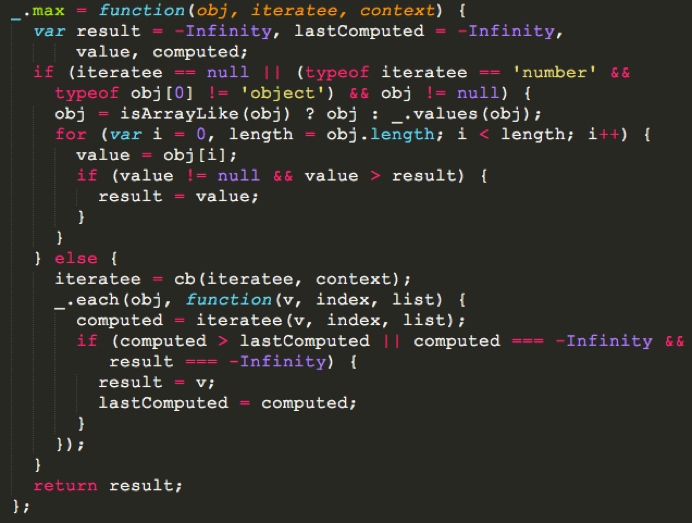 _.max = function(obj, iteratee, context) {
var result = -Infinity, lastComputed = -Infinity,
value, computed;
if (iteratee == null || (typeof iteratee == 'number' &&
typeof obj[0] != 'object') && obj != null) {
obj = isArrayLike(obj) ? obj : _.values(obj);
for (var i = 0, length = obj.length; i < length; i++) {
value = obj[i];
if (value != null && value > result) {
result = value;
}
}
} else {
iteratee = cb(iteratee, context);
_.each(obj, function(v, index, list) {
computed = iteratee(v, index, list);
if (computed > lastComputed || computed === -Infinity &&
result === -Infinity) {
result = v;
lastComputed = computed;
}
});
}
return result;
};